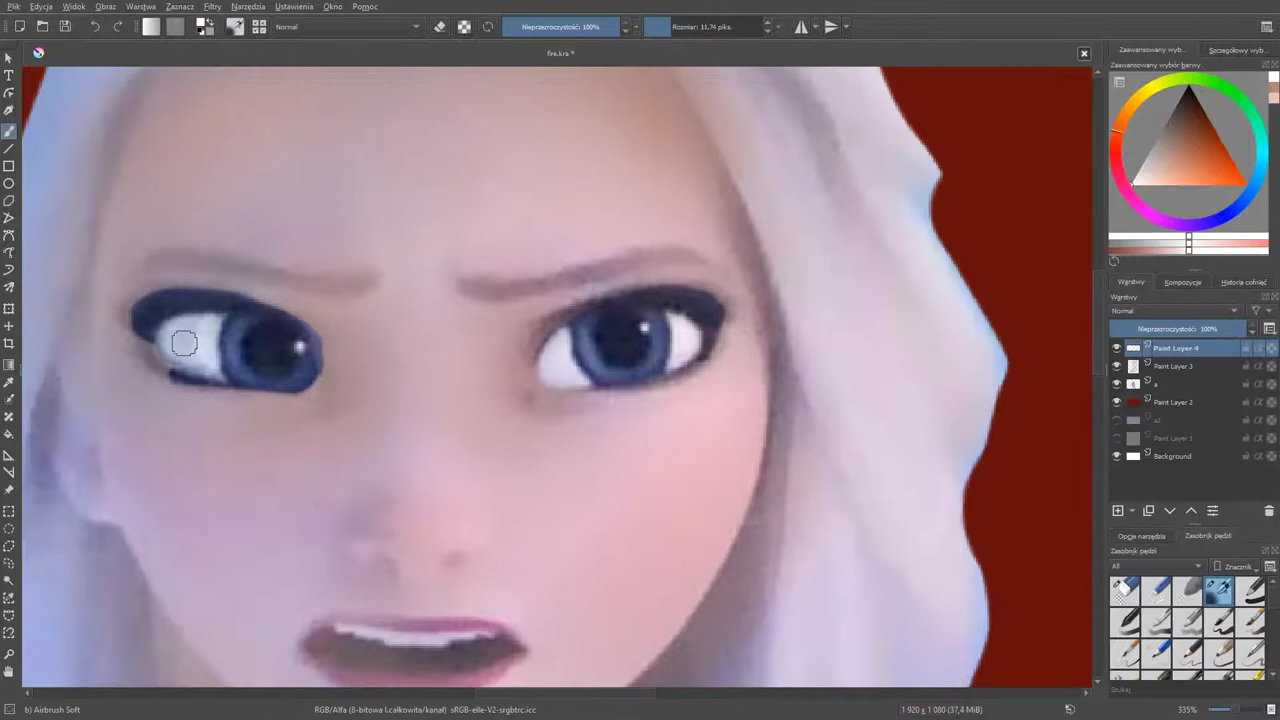 Plik Edycja Widok Obraz Warstwa Zaznacz Filtry Narzędzia Ustawienia Okno Pomoc
Normal Nieprzezroczystość: 100% Rozmiar: 11,74 piks.
fire.kra *
Zaawansowany wyb... Szczegółowy wyb...
Zaawansowany wybór barwy
Warstwy Kompozycje Historia cofnięć
Warstwy
Normal
Nieprzezroczystość: 100%
Paint Layer 4
Paint Layer 3
a
Paint Layer 2
a2
Paint Layer 1
Background
Opcje narzędzia Zasobnik pędzli
Zasobnik pędzli
All Znacznik
Szukaj
b) Airbrush Soft RGB/Alfa (8-bitowa l.całkowita/kanał) sRGB-elle-V2-srgbtrc.icc 1 920 x 1 080 (37,4 MiB) 335%